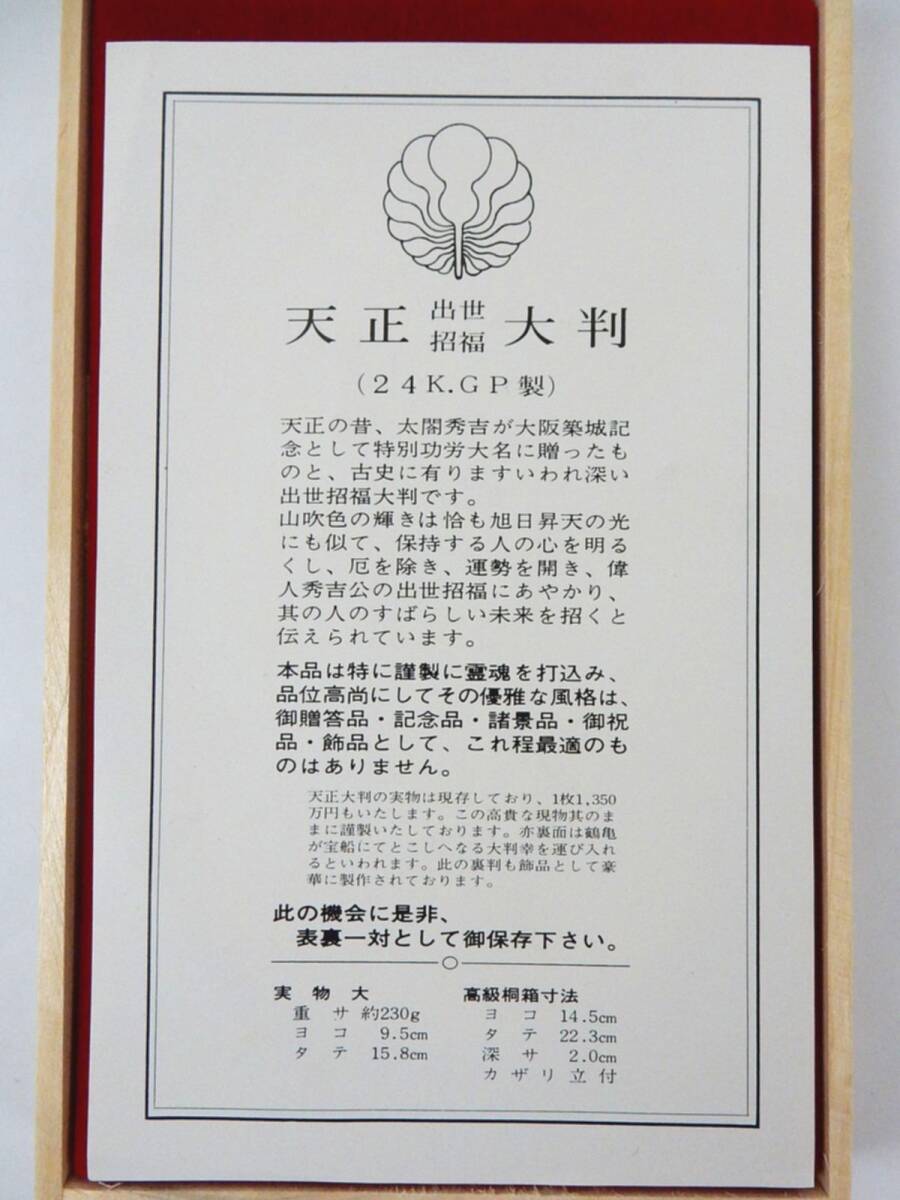 天正 出世招福 大判
(24K.GP製)
天正の昔、太閤秀吉が大阪築城記
念として特別功労大名に贈ったも
のと、古史に有りますいわれ深い
出世招福大判です。
山吹色の輝きは恰も旭日昇天の光
にも似て、保持する人の心を明る
くし、厄を除き、運勢を開き、偉
人秀吉公の出世招福にあやかり、
其の人のすばらしい未来を招くと
伝えられています。
本品は特に謹製に霊魂を打込み、
品位高尚にしてその優雅な風格は、
御贈答品・記念品・諸景品・御祝
品・飾品として、これ程最適のも
のはありません。
天正大判の実物は現存しており、1枚1,350
万円もいたします。この高貴な現物其のま
まに謹製いたしております。亦裏面は鶴亀
が宝船にてとこしへなる大判幸を運び入れ
るといわれます。此の裏判も飾品として豪
華に製作されております。
此の機会に是非、
表裏一対として御保存下さい。
実物大
重サ 約230g
ヨコ 9.5cm
タテ 15.8cm
高級桐箱寸法
ヨコ 14.5cm
タテ 22.3cm
深サ 2.0cm
カザリ立付